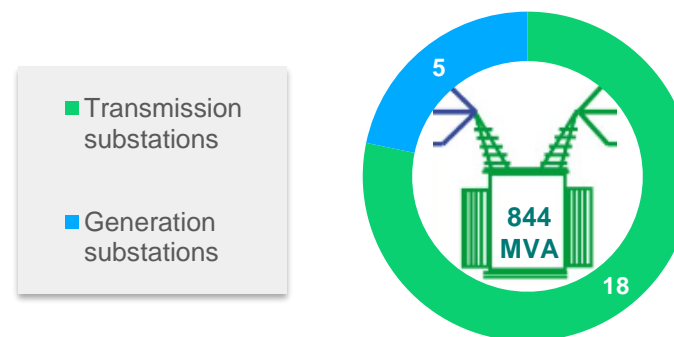 Transmission
substations
Generation
substations
5
844
MVA
18